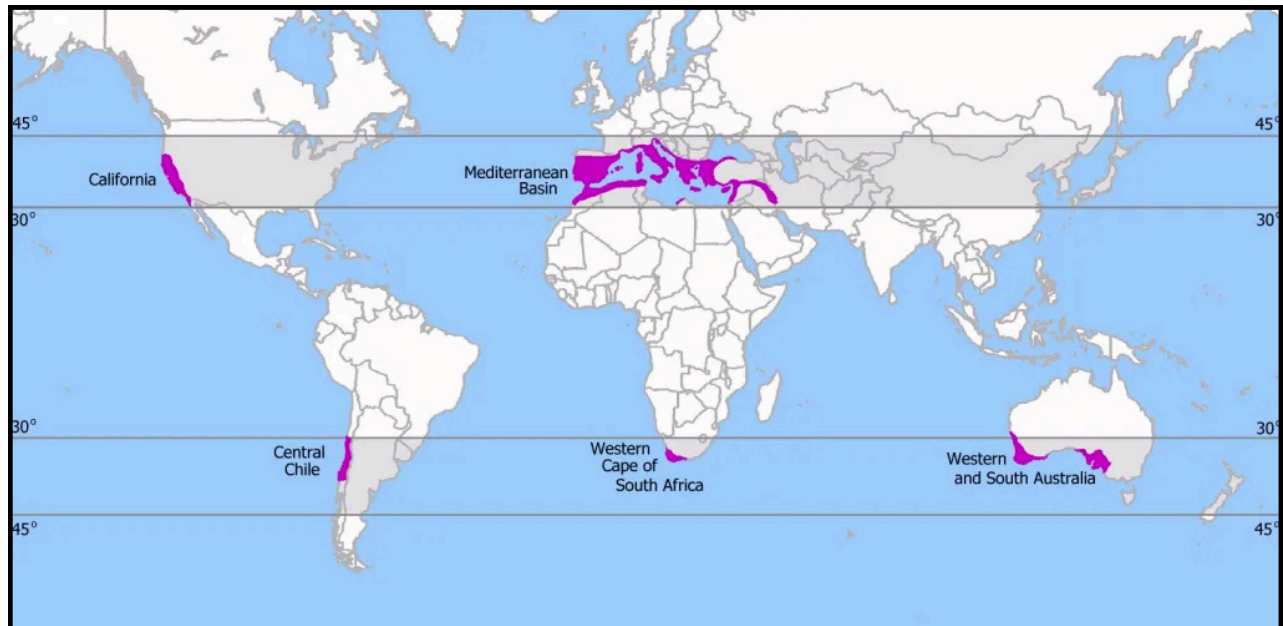 45°
45°
California
Mediterranean
Basin
30°
30°
30°
30°
Central
Chile
Western
Cape of
South Africa
Western
and South Australia
45°
45°